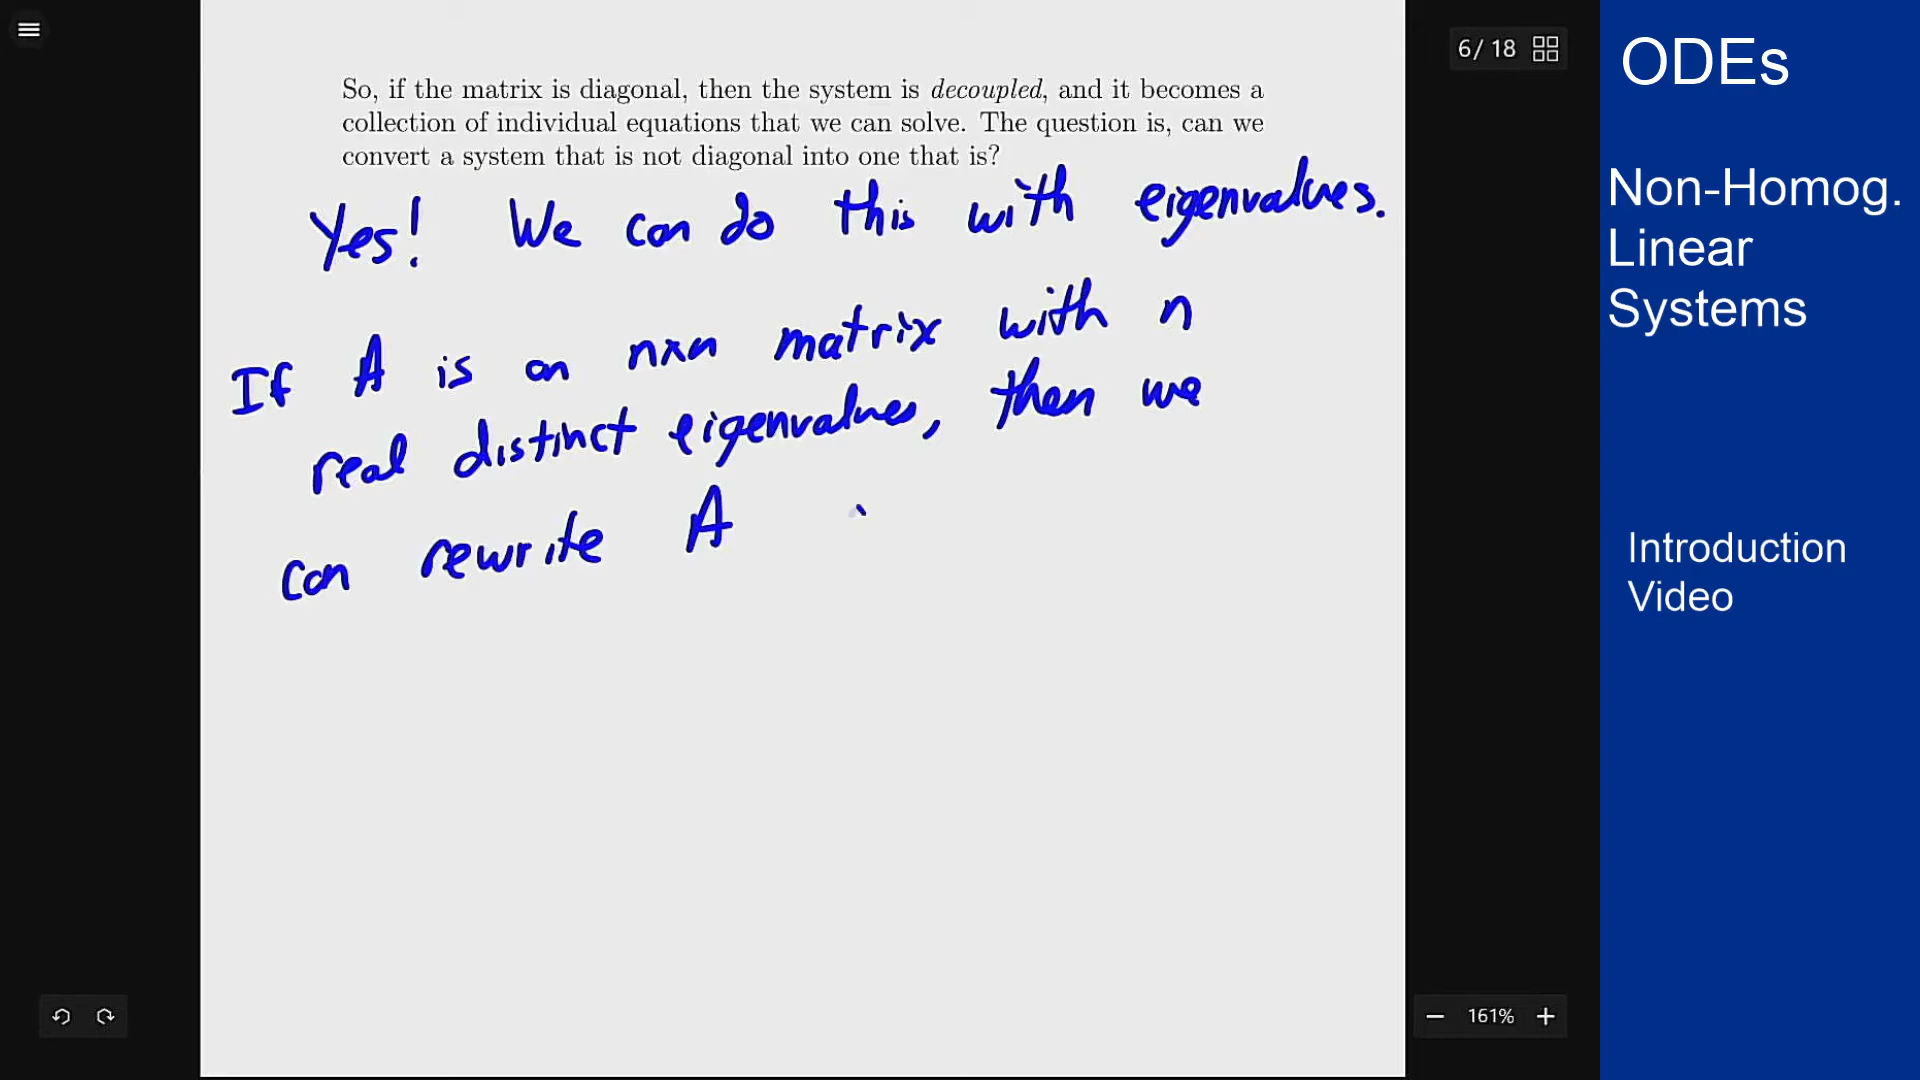 6 / 18
ODEs
So, if the matrix is diagonal, then the system is decoupled, and it becomes a
collection of individual equations that we can solve. The question is, can we
convert a system that is not diagonal into one that is?
Yes! We can do this with eigenvalues.
If A is an nxn matrix with n
real distinct eigenvalues, then we
can rewrite A
Non-Homog.
Linear
Systems
Introduction
Video
161%